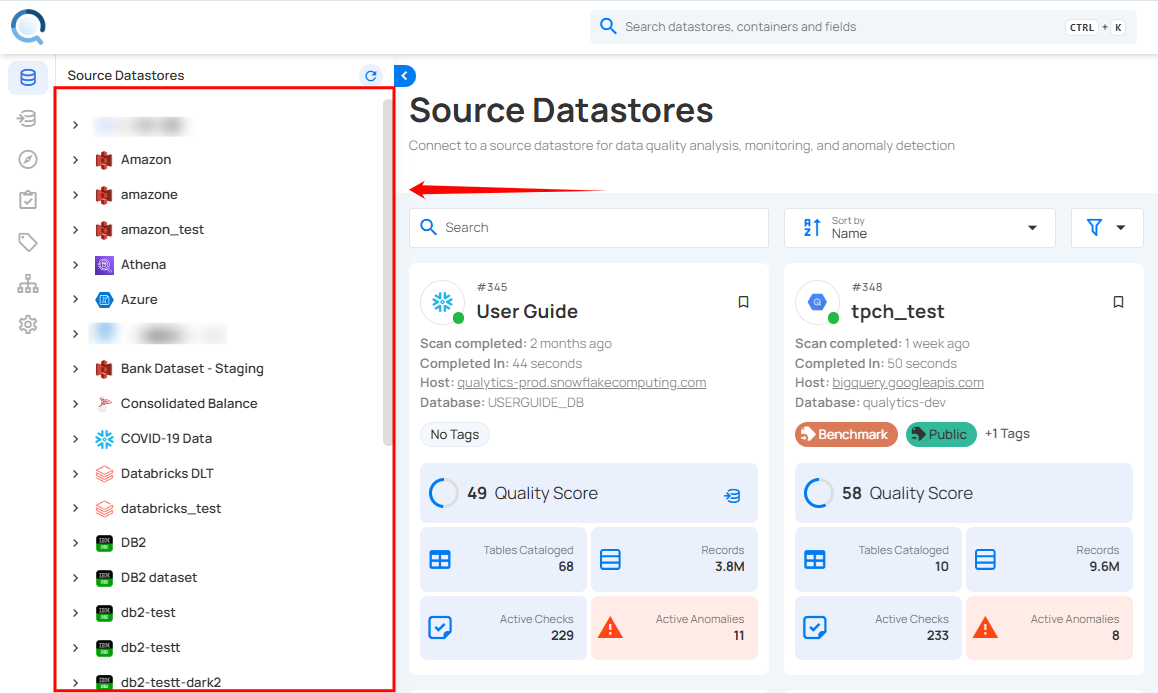 Search datastores, containers and fields
CTRL + K
Source Datastores
Amazon
amazone
amazon_test
Athena
Azure
Bank Dataset - Staging
Consolidated Balance
COVID-19 Data
Databricks DLT
databricks_test
DB2
DB2 dataset
db2-test
db2-testt
db2-testt-dark2
Source Datastores
Connect to a source datastore for data quality analysis, monitoring, and anomaly detection
Search
Sort by
Name
#345
User Guide
Scan completed: 2 months ago
Completed In: 44 seconds
Host: qualytics-prod.snowflakecomputing.com
Database: USERGUIDE_DB
No Tags
49 Quality Score
Tables Cataloged
68
Records
3.8M
Active Checks
229
Active Anomalies
11
#348
tpch_test
Scan completed: 1 week ago
Completed In: 50 seconds
Host: bigquery.googleapis.com
Database: qualytics-dev
Benchmark
Public
+1 Tags
58 Quality Score
Tables Cataloged
10
Records
9.6M
Active Checks
233
Active Anomalies
8